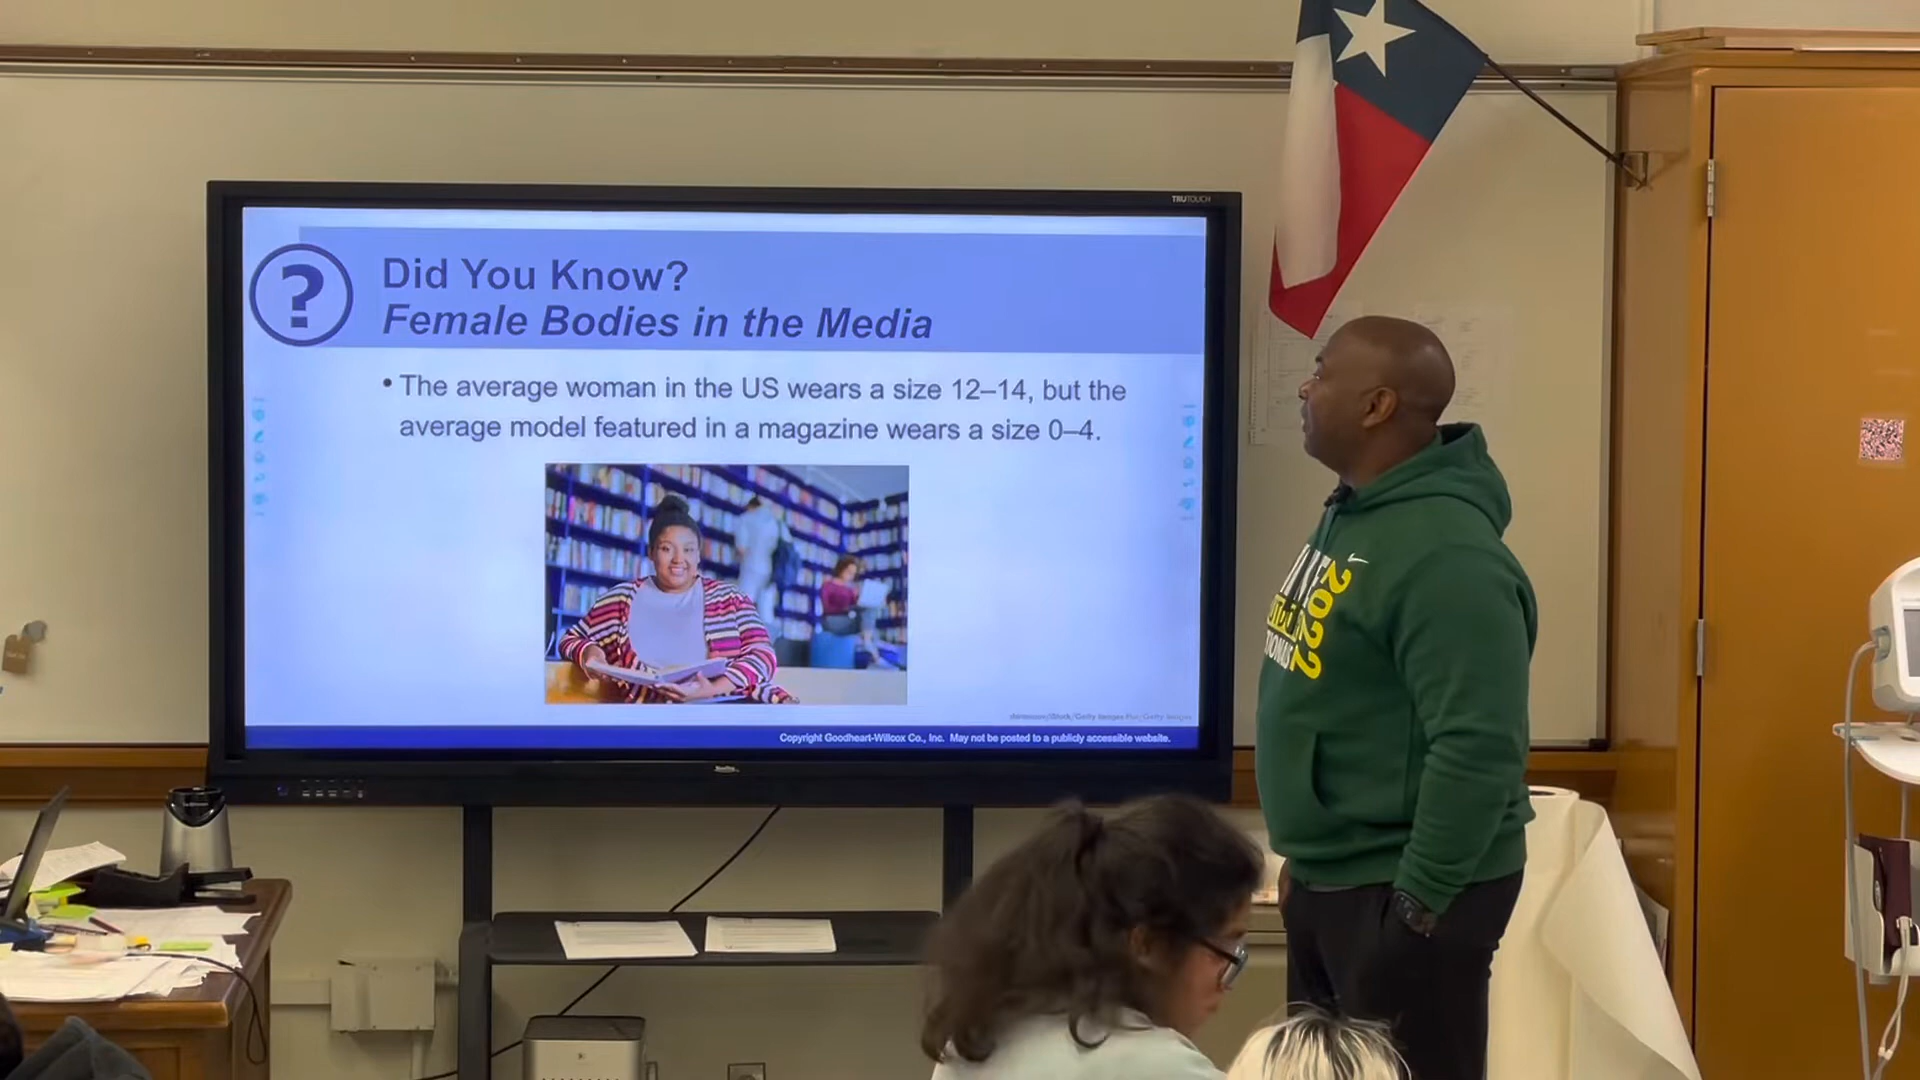 TRUTOUCH
?
Did You Know?
Female Bodies in the Media
• The average woman in the US wears a size 12–14, but the
average model featured in a magazine wears a size 0–4.
Copyright Goodheart-Willcox Co., Inc. May not be posted to a publicly accessible website.
2022